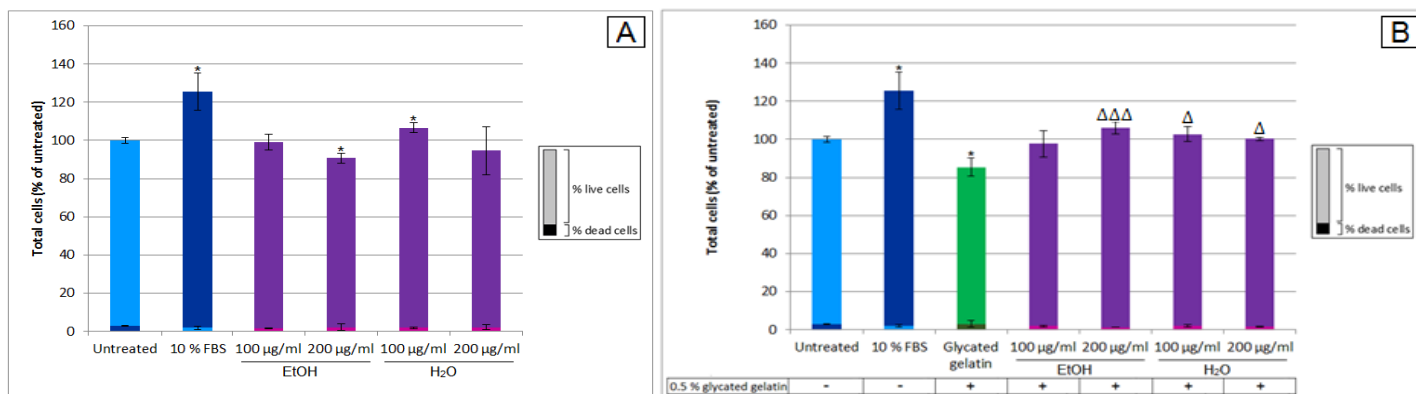 A
Total cells (% of untreated)
160
140
120
100
80
60
40
20
0
*
*
*
Untreated 10 % FBS 100 µg/ml 200 µg/ml 100 µg/ml 200 µg/ml
EtOH H₂O
% live cells
% dead cells
B
Total cells (% of untreated)
160
140
120
100
80
60
40
20
0
*
*
ΔΔΔ
Δ
Δ
Untreated 10 % FBS Glycated gelatin 100 µg/ml 200 µg/ml 100 µg/ml 200 µg/ml
EtOH H₂O
0.5 % glycated gelatin - - + + + + +
% live cells
% dead cells